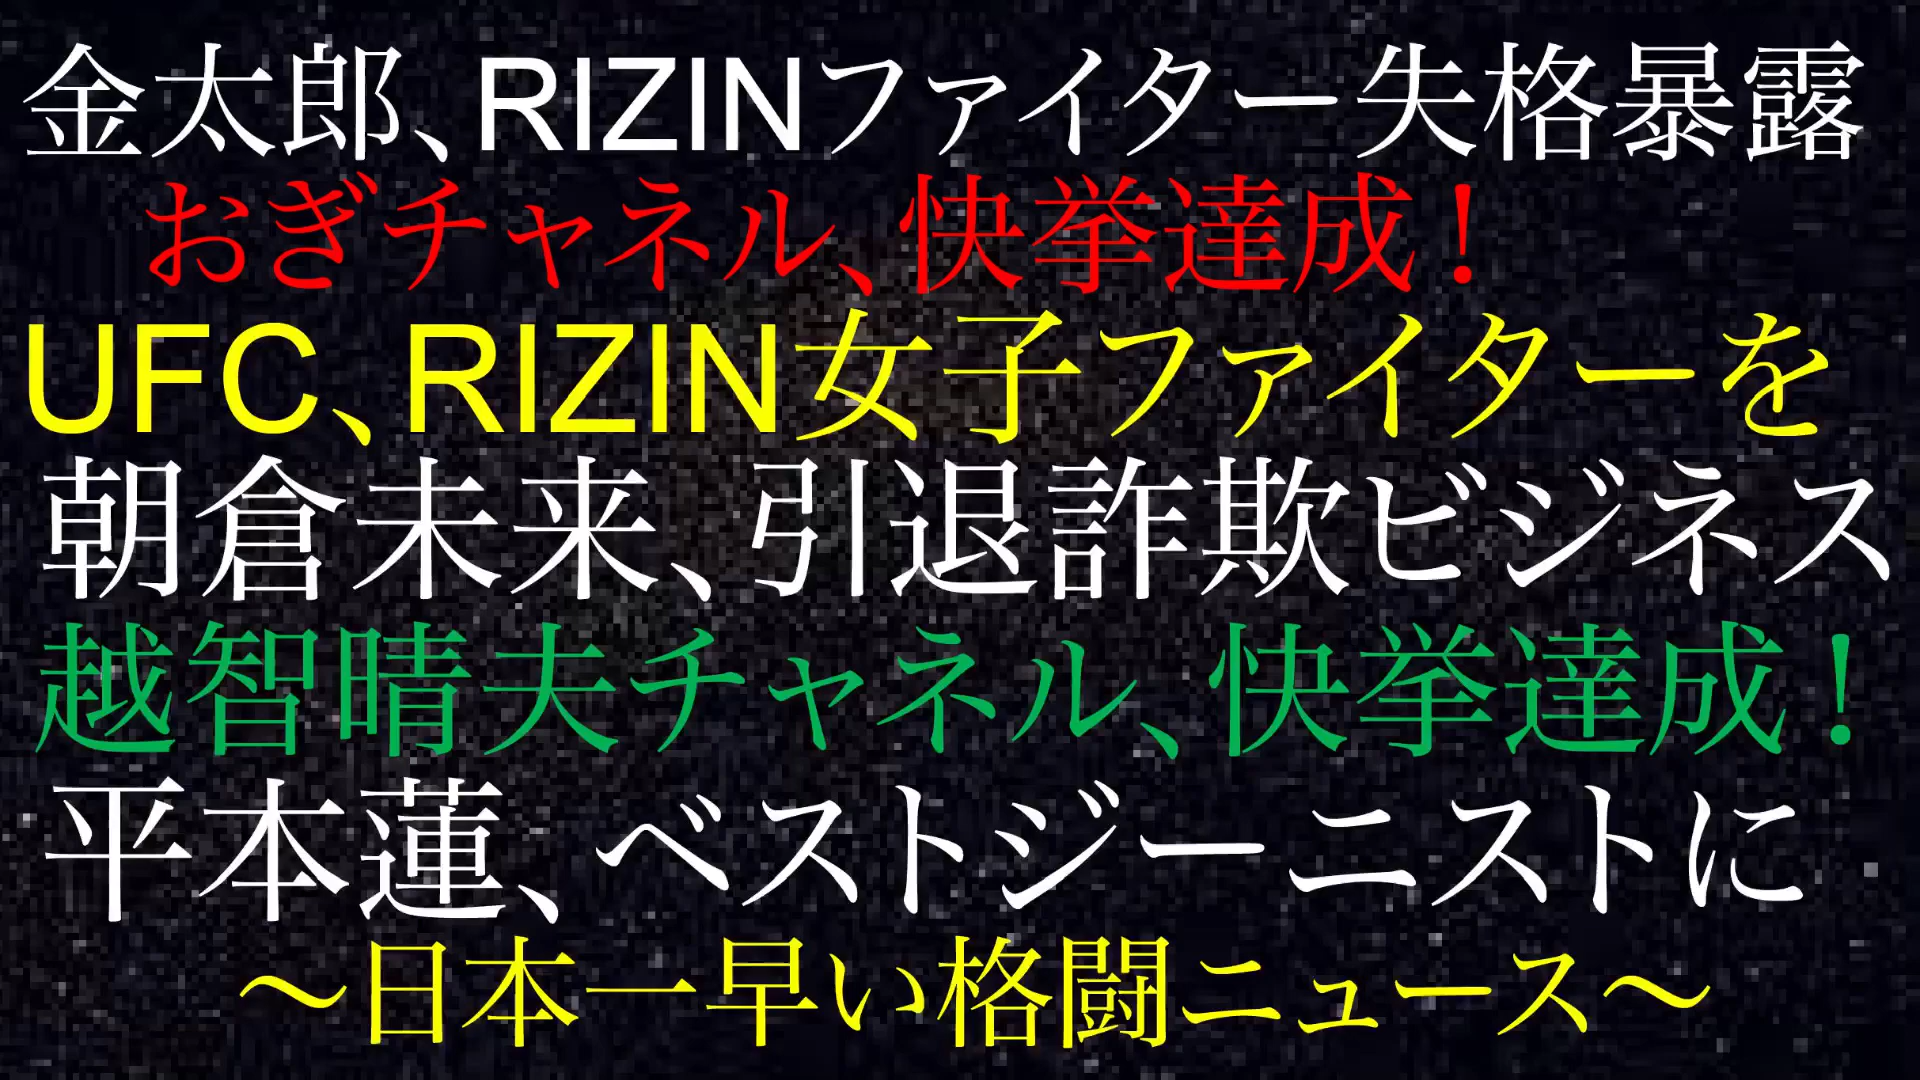 金太郎、RIZINファイター失格暴露
おぎチャネル、快挙達成！
UFC、RIZIN女子ファイターを
朝倉未来、引退詐欺ビジネス
越智晴夫チャネル、快挙達成！
平本蓮、ベストジーニストに
～日本一早い格闘ニュース～